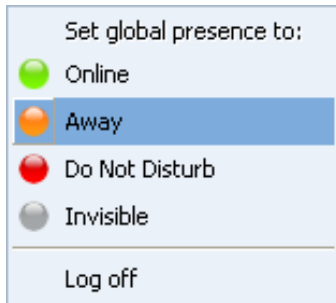 Set global presence to:
Online
Away
Do Not Disturb
Invisible
Log off